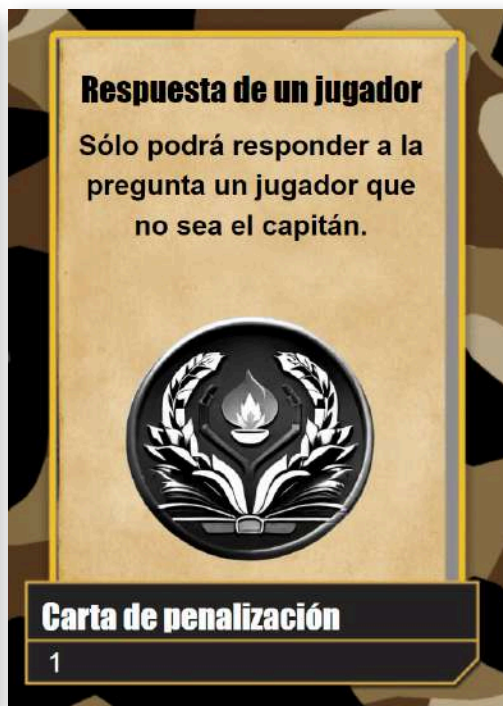 Respuesta de un jugador
Sólo podrá responder a la
pregunta un jugador que
no sea el capitán.
Carta de penalización
1